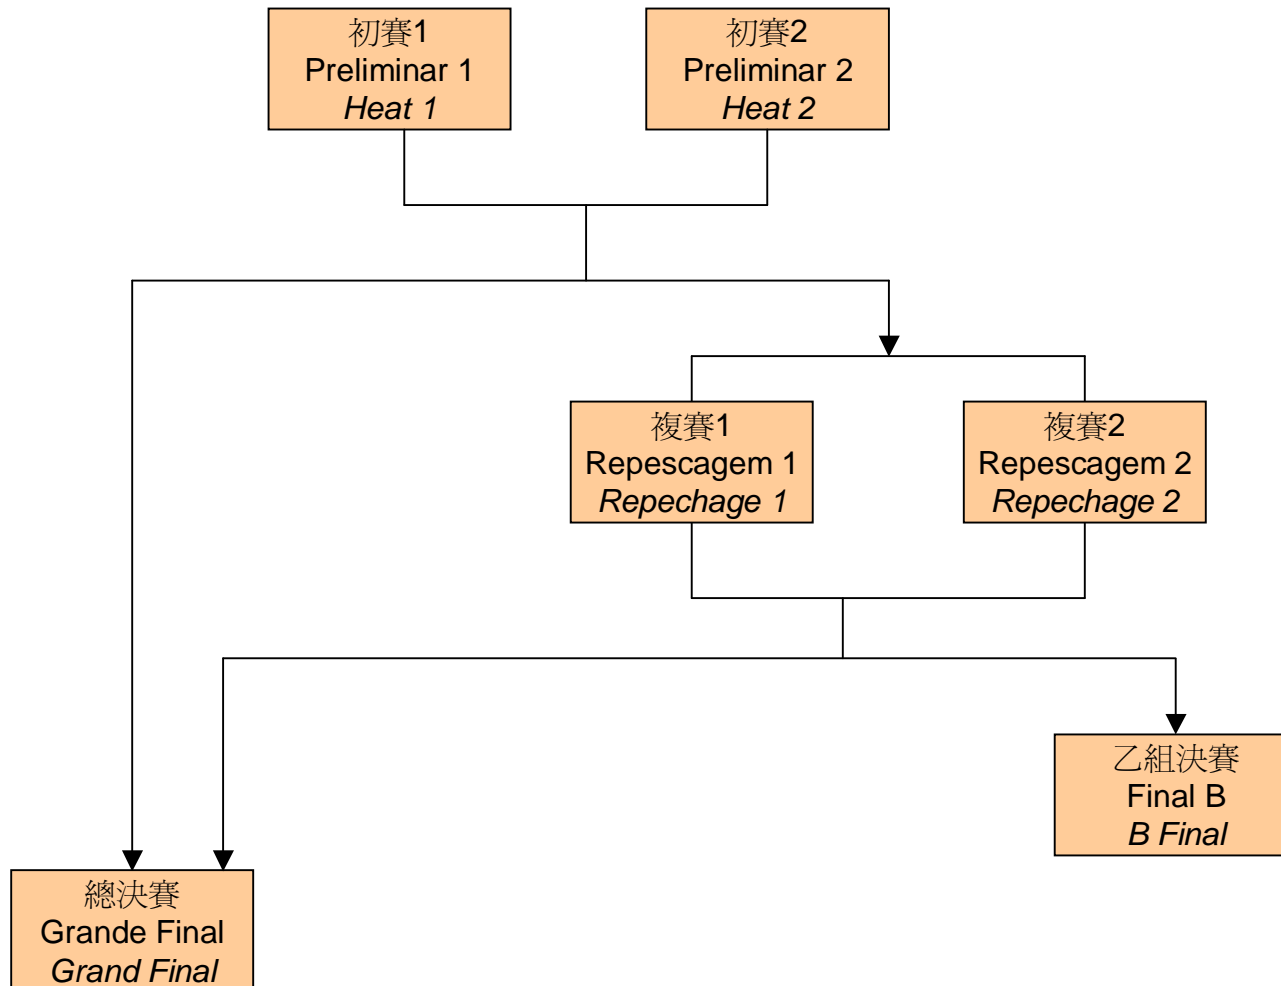 初賽1
Preliminar 1
Heat 1
初賽2
Preliminar 2
Heat 2
複賽1
Repescagem 1
Repechage 1
複賽2
Repescagem 2
Repechage 2
乙組決賽
Final B
B Final
總決賽
Grande Final
Grand Final